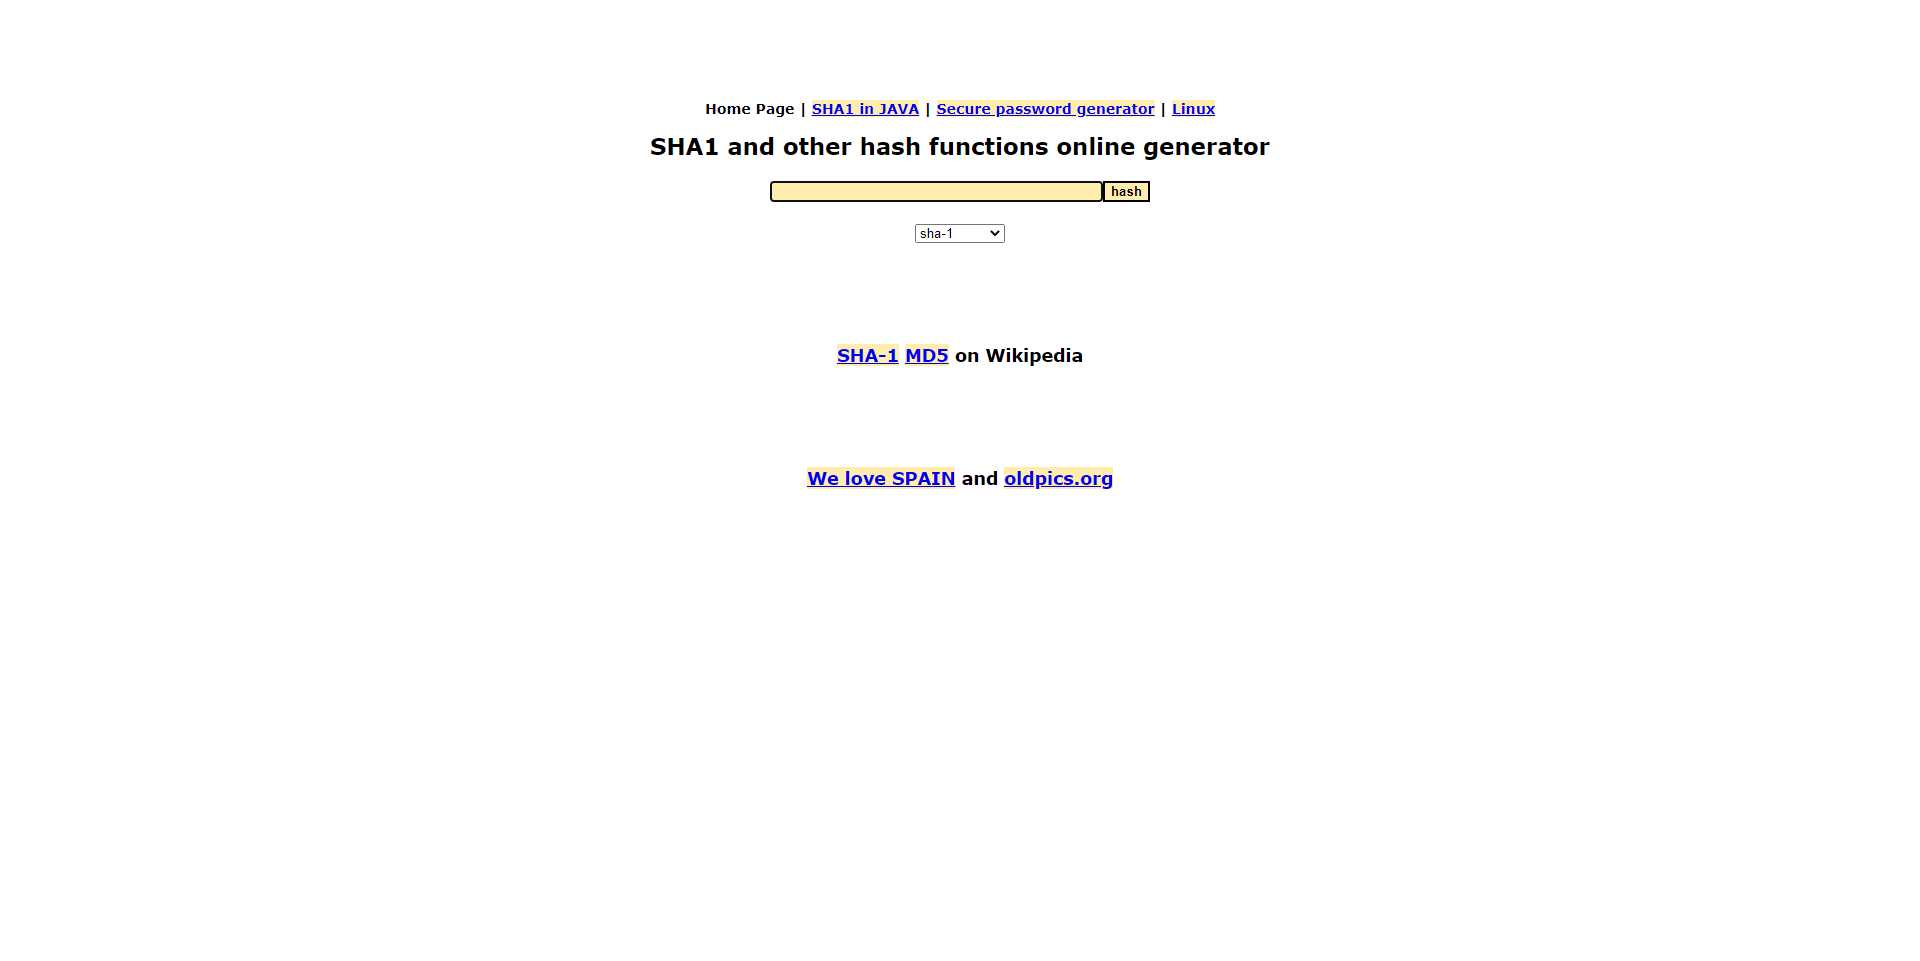 Home Page | SHA1 in JAVA | Secure password generator | Linux
SHA1 and other hash functions online generator
hash
sha-1
SHA-1 MD5 on Wikipedia
We love SPAIN and oldpics.org